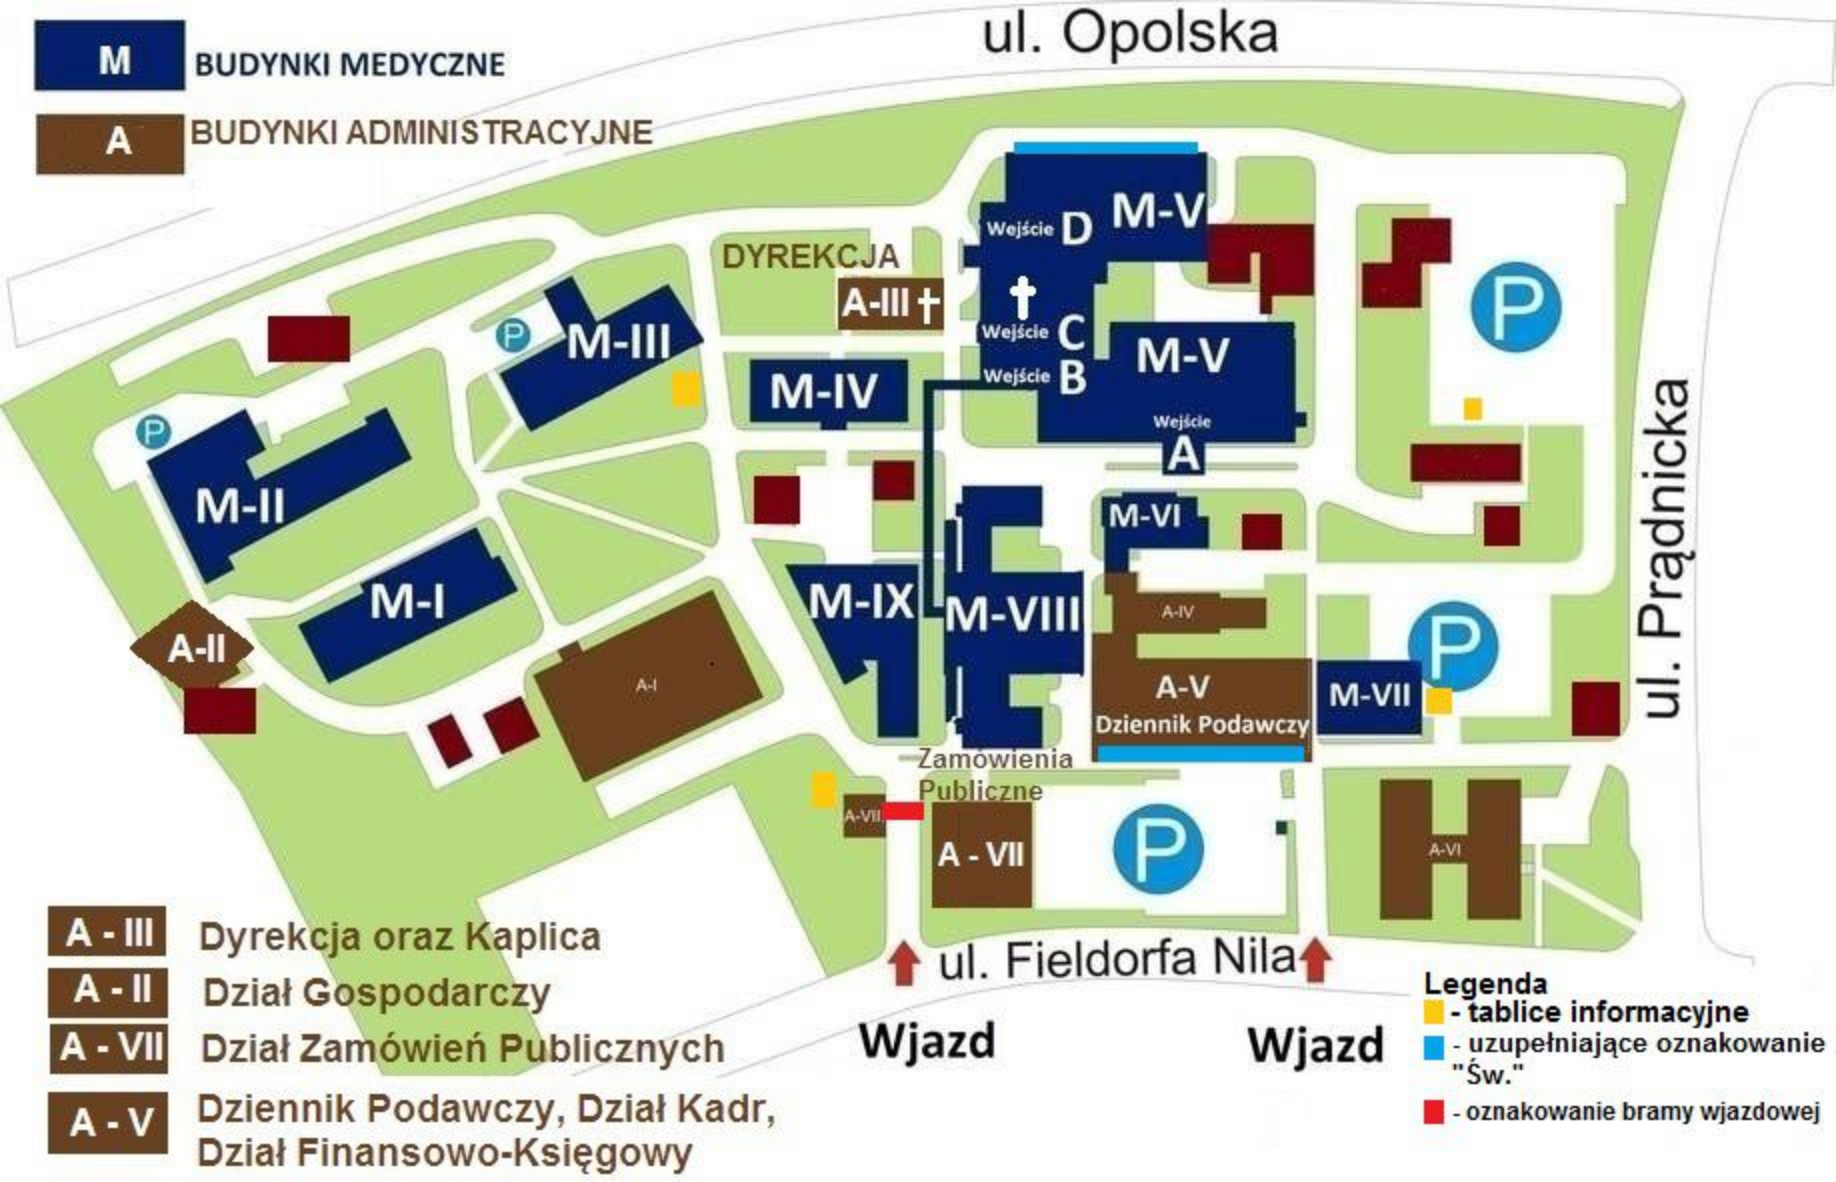 ul. Opolska
M BUDYNKI MEDYCZNE
A BUDYNKI ADMINISTRACYJNE
M-V
Wejście D
DYREKCJA
A-III
P
M-III
P
Wejście C
M-V
Wejście B
M-IV
Wejście
A
P
M-II
M-VI
M-I
M-IX
M-VIII
A-IV
P
A-II
A-I
A-V
Dziennik Podawczy
M-VII
ul. Prądnicka
Zamówienia
Publiczne
A-VII
A - VII
P
A-VI
ul. Fieldorfa Nila
Wjazd
Wjazd
A - III Dyrekcja oraz Kaplica
A - II Dział Gospodarczy
A - VII Dział Zamówień Publicznych
A - V Dziennik Podawczy, Dział Kadr,
Dział Finansowo-Księgowy
Legenda
- tablice informacyjne
- uzupełniające oznakowanie
"Św."
- oznakowanie bramy wjazdowej